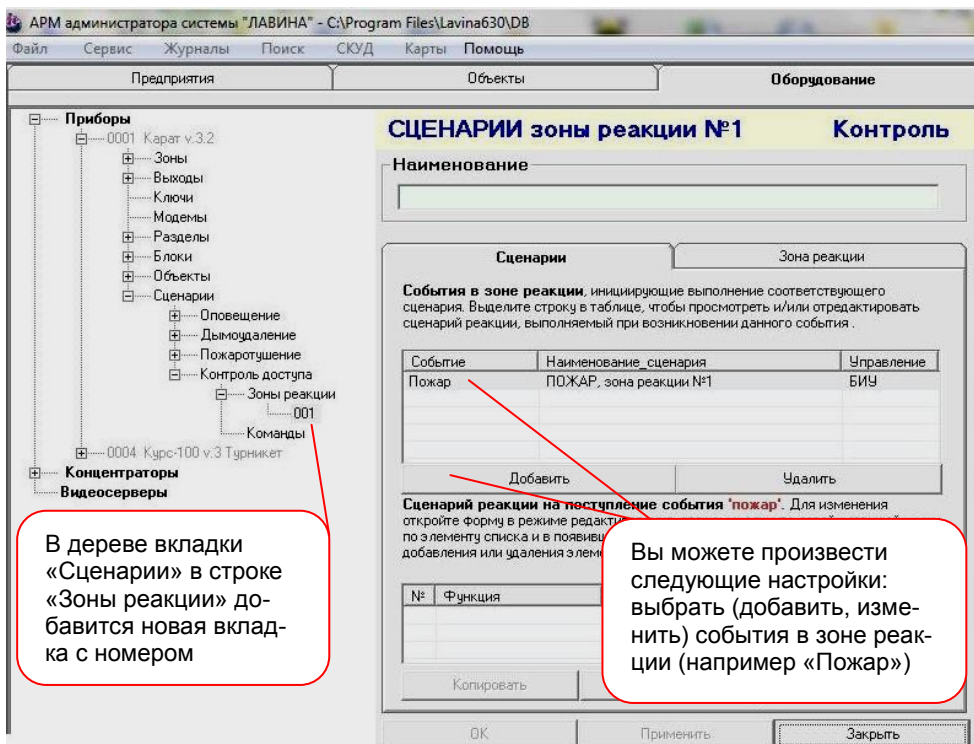 АРМ администратора системы "ЛАВИНА" - C:\Program Files\Lavina630\DB
Файл Сервис Журналы Поиск СКУД Карты Помощь
Предприятия Объекты Оборудование
Приборы
0001 Карат v.3.2
Зоны
Выходы
Ключи
Модемы
Разделы
Блоки
Объекты
Сценарии
Оповещение
Дымоудаление
Пожаротушение
Контроль доступа
Зоны реакции
001
Команды
0004 Курс-100 v.3 Турникет
Концентраторы
Видеосерверы
В дереве вкладки
«Сценарии» в строке
«Зоны реакции» до-
бавится новая вклад-
ка с номером
СЦЕНАРИИ зоны реакции №1 Контроль
Наименование
Сценарии Зона реакции
События в зоне реакции, инициирующие выполнение соответствующего
сценария. Выделите строку в таблице, чтобы просмотреть и/или отредактировать
сценарий реакции, выполняемый при возникновении данного события .
Событие Наименование_сценария Управление
Пожар ПОЖАР, зона реакции №1 БИУ
Добавить Удалить
Сценарий реакции на поступление события 'пожар'. Для изменения
откройте форму в режиме
по элементу списка и в
добавления или удаления
№ Функция
Вы можете произвести
следующие настройки:
выбрать (добавить, изме-
нить) события в зоне реак-
ции (например «Пожар»)
Копировать
ОК Применить Закрыть